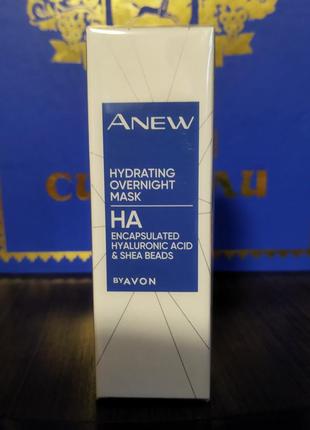 ANEW
HYDRATING
OVERNIGHT
MASK
HA
ENCAPSULATED
HYALURONIC ACID
& SHEA BEADS
BY AVON